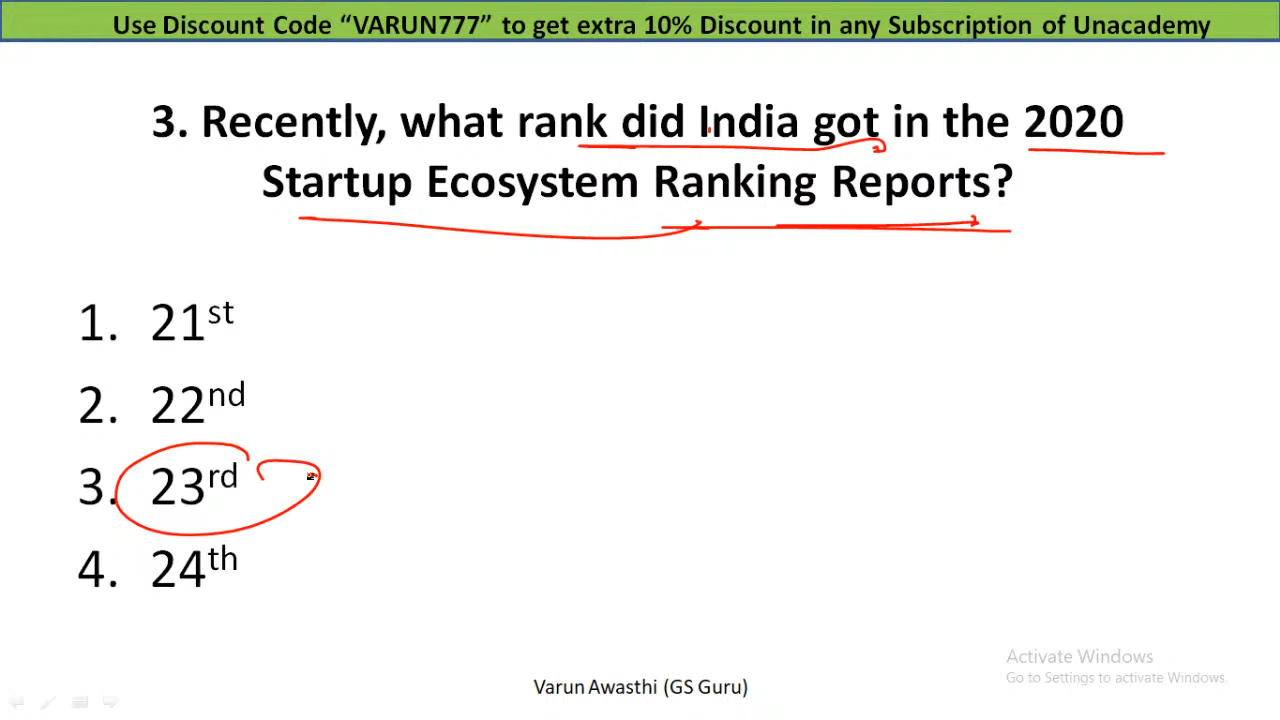 Use Discount Code “VARUN777” to get extra 10% Discount in any Subscription of Unacademy
3. Recently, what rank did India got in the 2020
Startup Ecosystem Ranking Reports?
1. 21st
2. 22nd
3. 23rd
4. 24th
Activate Windows
Go to Settings to activate Windows.
Varun Awasthi (GS Guru)